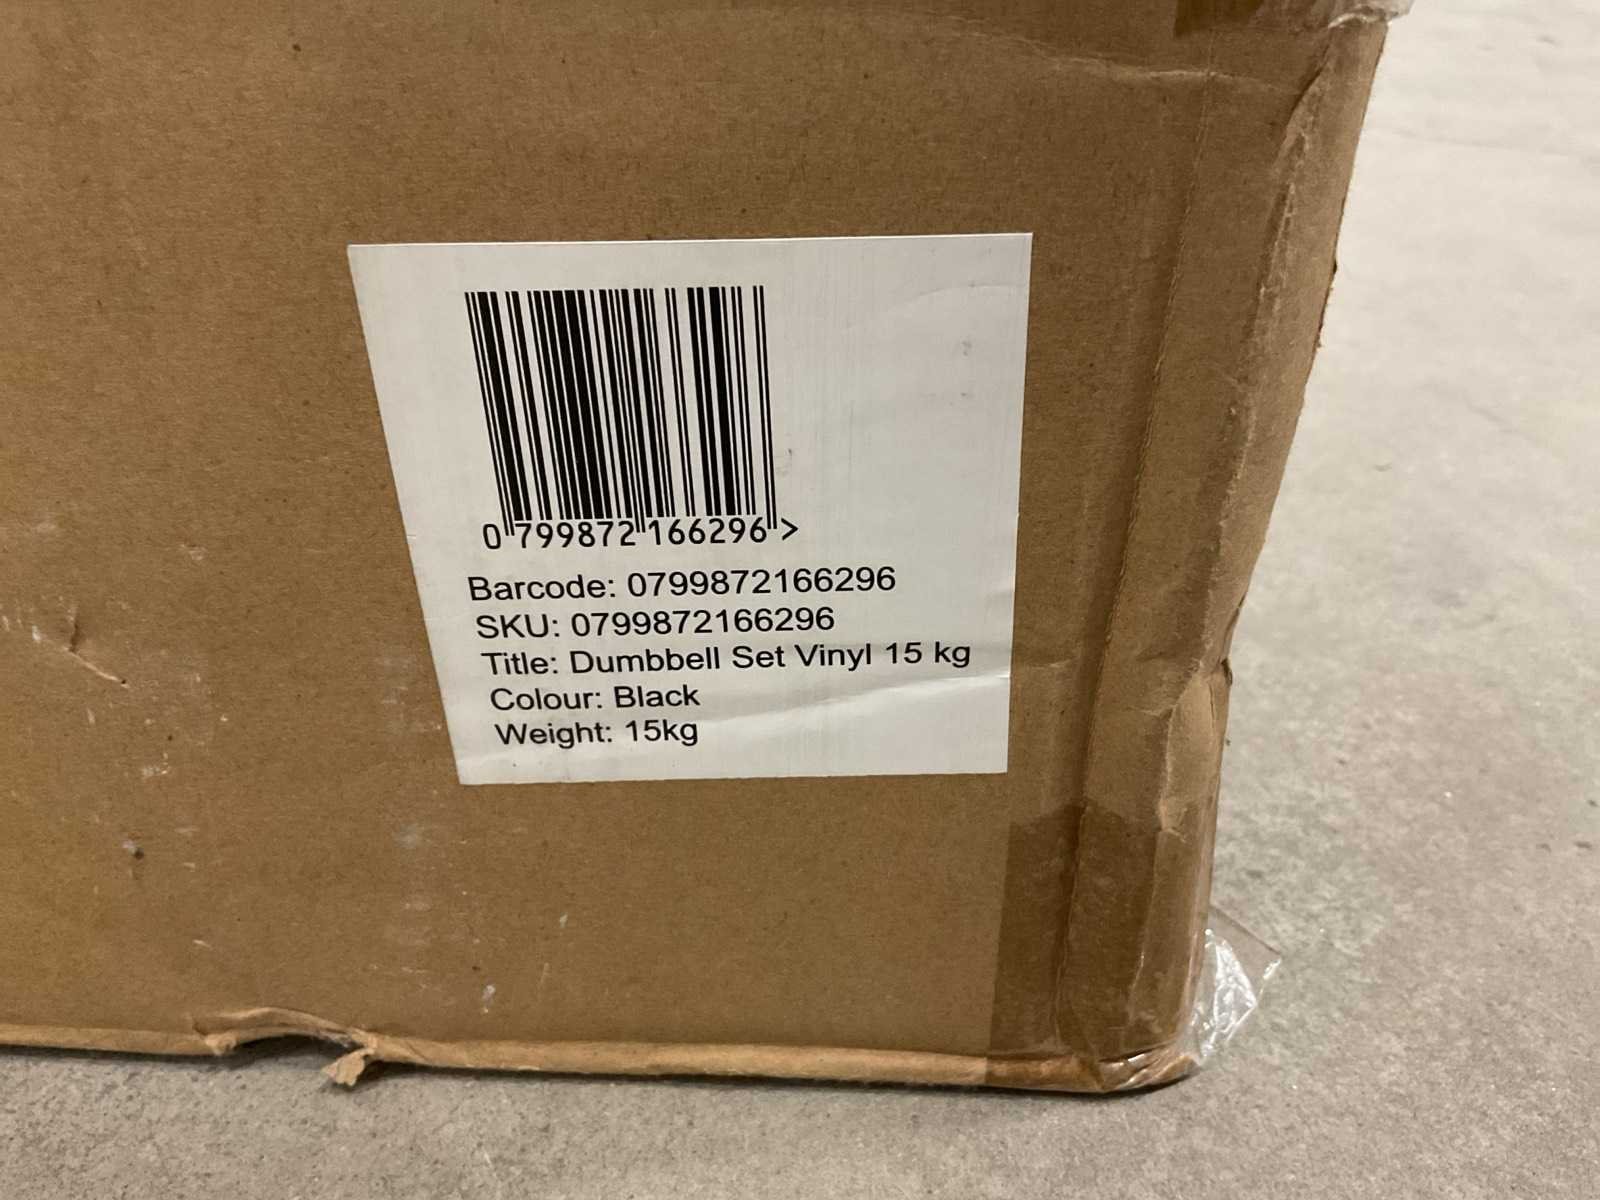 0 799872 166296 >
Barcode: 0799872166296
SKU: 0799872166296
Title: Dumbbell Set Vinyl 15 kg
Colour: Black
Weight: 15kg